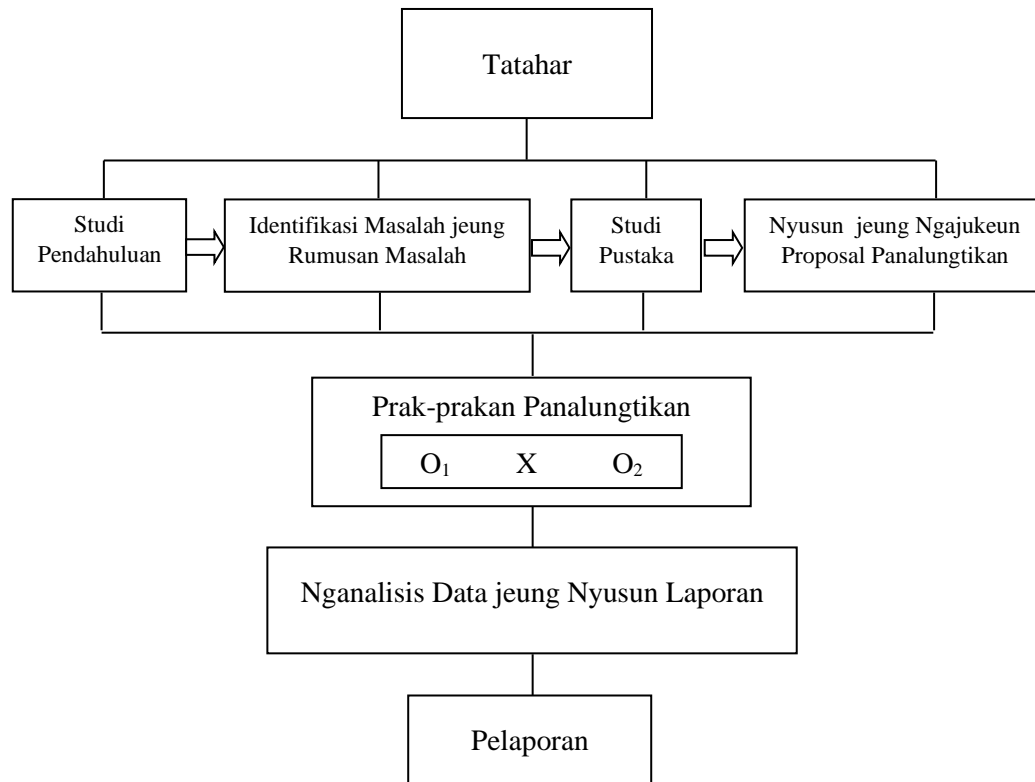 Tatahar
Studi
Pendahuluan
Identifikasi Masalah jeung
Rumusan Masalah
Studi
Pustaka
Nyusun jeung Ngajukeun
Proposal Panalungtikan
Prak-prakan Panalungtikan
O₁ X O₂
Nganalisis Data jeung Nyusun Laporan
Pelaporan